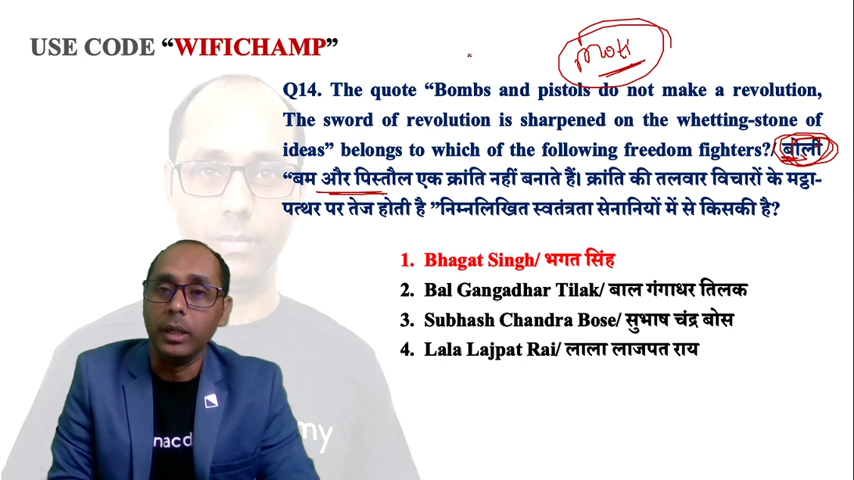 USE CODE “WIFICHAMP”
Q14. The quote “Bombs and pistols do not make a revolution,
The sword of revolution is sharpened on the whetting-stone of
ideas” belongs to which of the following freedom fighters?/ बोली
“बम और पिस्तौल एक क्रांति नहीं बनाते हैं। क्रांति की तलवार विचारों के मट्ठा-
पत्थर पर तेज होती है ”निम्नलिखित स्वतंत्रता सेनानियों में से किसकी है?
1. Bhagat Singh/ भगत सिंह
2. Bal Gangadhar Tilak/ बाल गंगाधर तिलक
3. Subhash Chandra Bose/ सुभाष चंद्र बोस
4. Lala Lajpat Rai/ लाला लाजपत राय
nacd
my